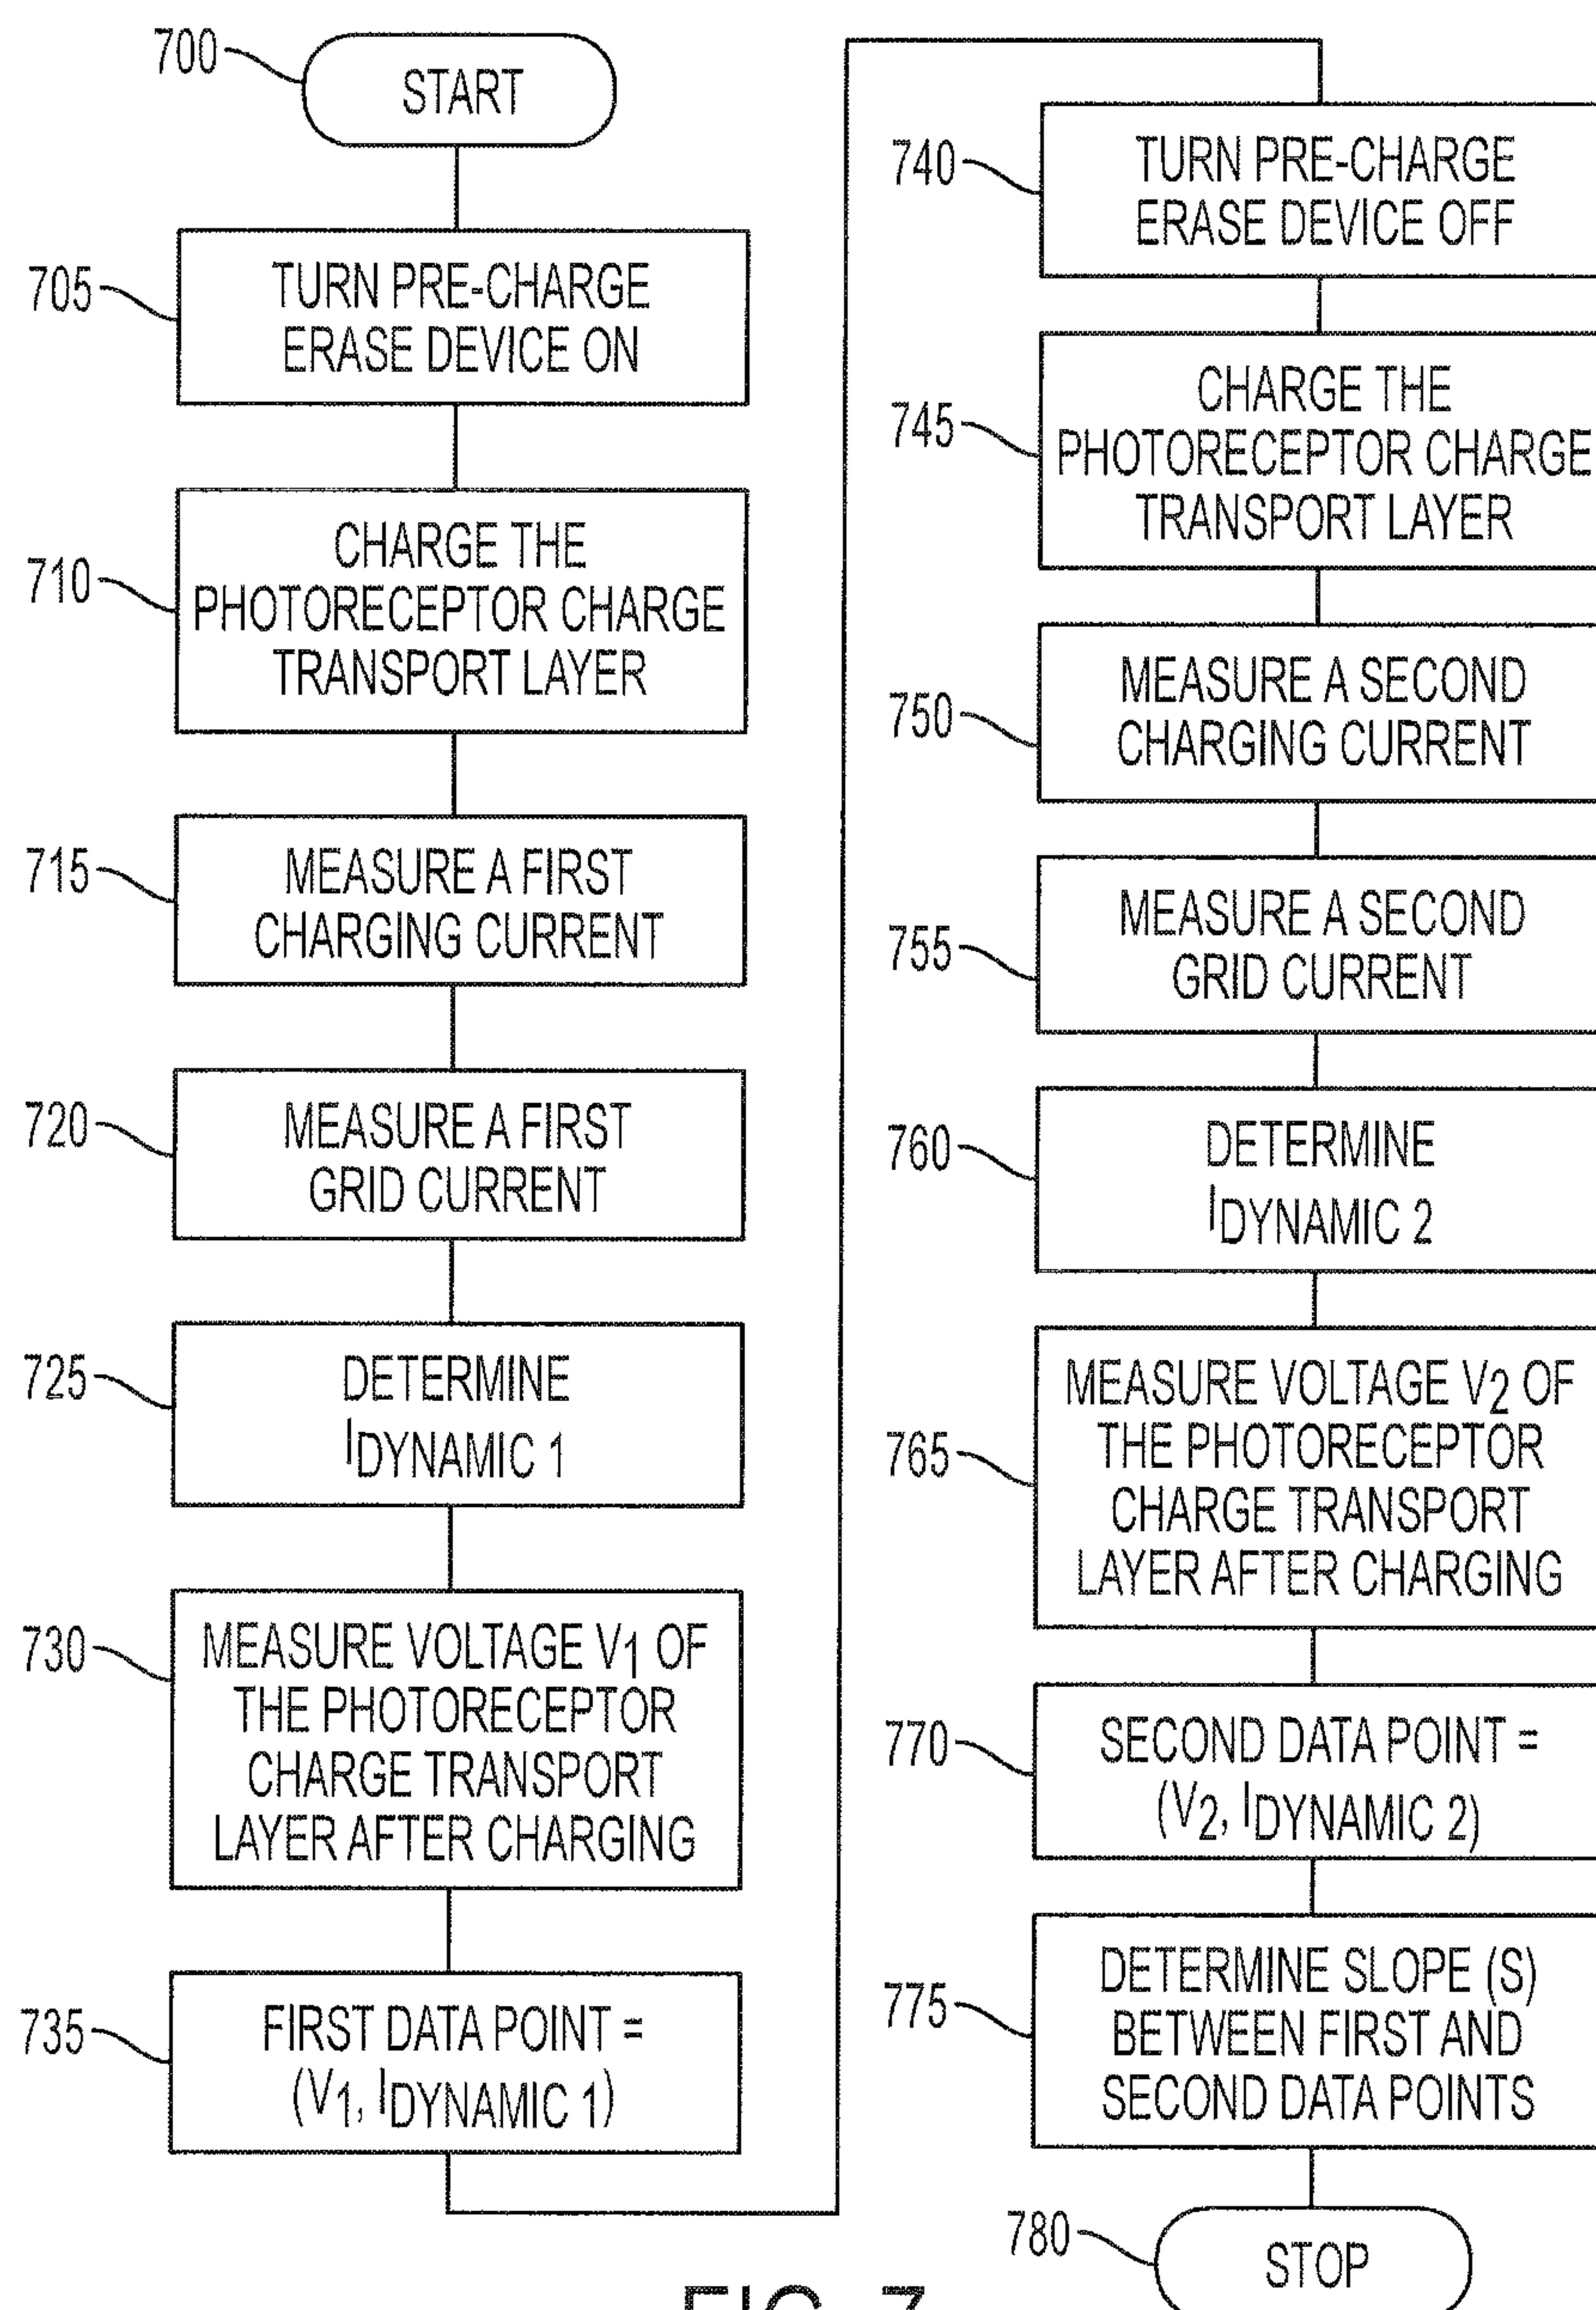 700
START
705
TURN PRE-CHARGE
ERASE DEVICE ON
710
CHARGE THE
PHOTORECEPTOR CHARGE
TRANSPORT LAYER
715
MEASURE A FIRST
CHARGING CURRENT
720
MEASURE A FIRST
GRID CURRENT
725
DETERMINE
IDYNAMIC 1
730
MEASURE VOLTAGE V1 OF
THE PHOTORECEPTOR
CHARGE TRANSPORT
LAYER AFTER CHARGING
735
FIRST DATA POINT =
(V1, IDYNAMIC 1)
740
TURN PRE-CHARGE
ERASE DEVICE OFF
745
CHARGE THE
PHOTORECEPTOR CHARGE
TRANSPORT LAYER
750
MEASURE A SECOND
CHARGING CURRENT
755
MEASURE A SECOND
GRID CURRENT
760
DETERMINE
IDYNAMIC 2
765
MEASURE VOLTAGE V2 OF
THE PHOTORECEPTOR
CHARGE TRANSPORT
LAYER AFTER CHARGING
770
SECOND DATA POINT =
(V2, IDYNAMIC 2)
775
DETERMINE SLOPE (S)
BETWEEN FIRST AND
SECOND DATA POINTS
780
STOP
FIG. 7